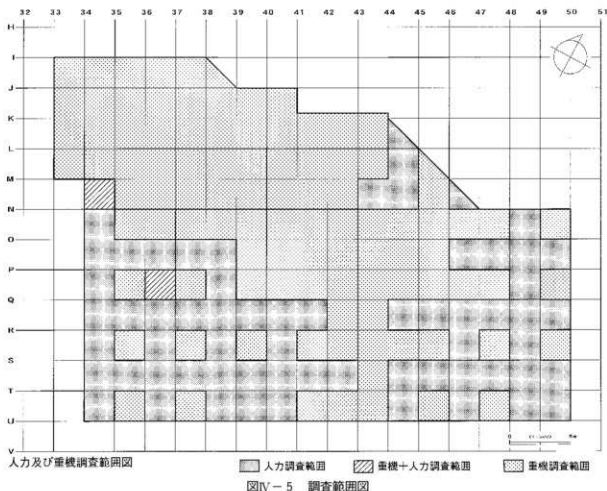 32 33 34 35 36 37 38 39 40 41 42 43 44 45 46 47 48 49 50 51
H
I
J
K
L
M
N
O
P
Q
R
S
T
U
V
人力及び重機調査範囲図
人力調査範囲 重機+人力調査範囲 重機調査範囲
図Ⅳ-5 調査範囲図